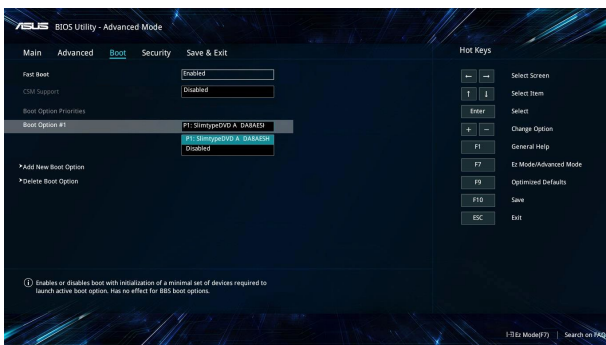 ASUS BIOS Utility - Advanced Mode
Main Advanced Boot Security Save & Exit
Hot Keys
Fast Boot Enabled
CSM Support Disabled
Boot Option Priorities
Boot Option #1 P1: SlimtypeDVD A DA8AESI
P1: SlimtypeDVD A DA8AESH
Disabled
Add New Boot Option
Delete Boot Option
← → Select Screen
↑ ↓ Select Item
Enter Select
+ − Change Option
F1 General Help
F7 Ez Mode/Advanced Mode
F9 Optimized Defaults
F10 Save
ESC Exit
Enables or disables boot with initialization of a minimal set of devices required to
launch active boot option. Has no effect for BBS boot options.
Ez Mode(F7) | Search on FAQ